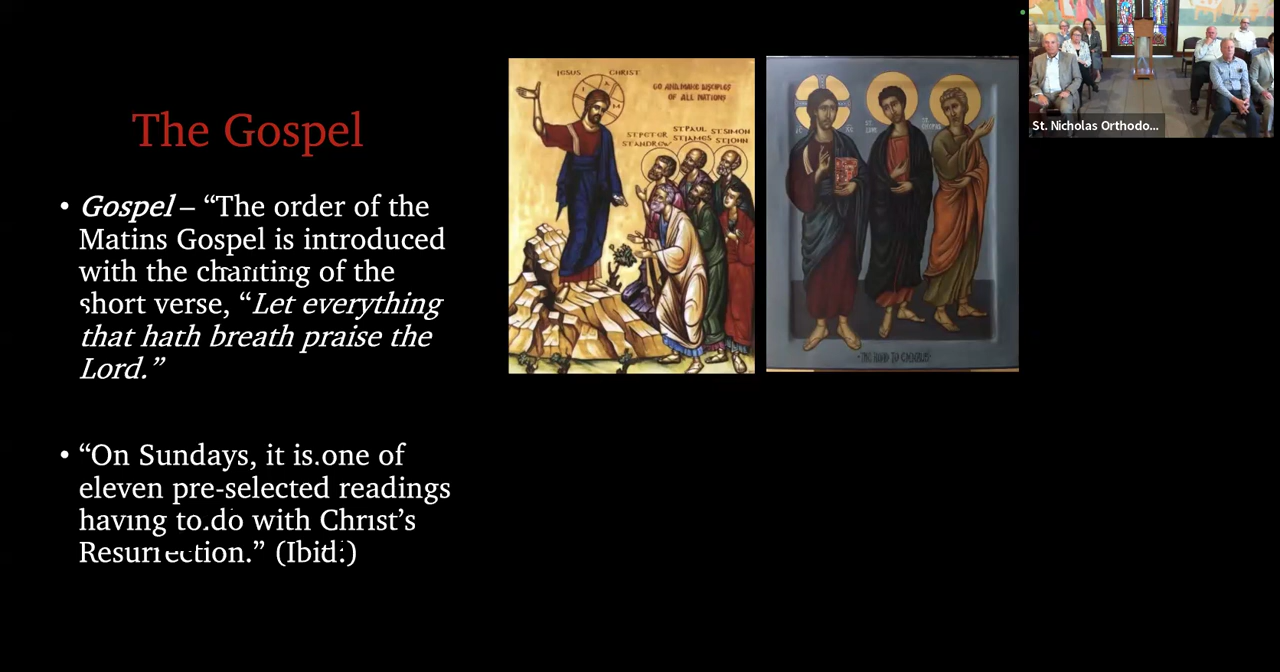 The Gospel
• Gospel – “The order of the
Matins Gospel is introduced
with the chanting of the
short verse, “Let everything
that hath breath praise the
Lord.”
• “On Sundays, it is one of
eleven pre-selected readings
having to do with Christ’s
Resurrection.” (Ibid.)
JESUS CHRIST
GO AND MAKE DISCIPLES
OF ALL NATIONS
ST PETER ST PAUL ST SIMON
ST ANDREW ST JAMES ST JOHN
IC XC
St. Nicholas Orthodo...